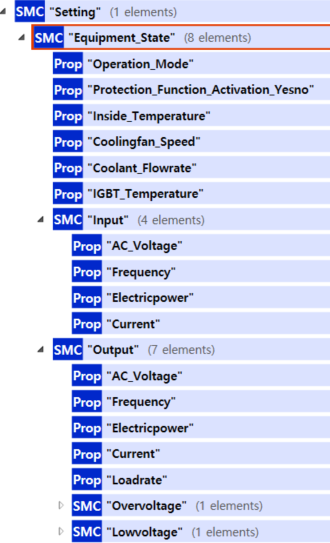 SMC "Setting" (1 elements)
SMC "Equipment_State" (8 elements)
Prop "Operation_Mode"
Prop "Protection_Function_Activation_Yesno"
Prop "Inside_Temperature"
Prop "Coolingfan_Speed"
Prop "Coolant_Flowrate"
Prop "IGBT_Temperature"
SMC "Input" (4 elements)
Prop "AC_Voltage"
Prop "Frequency"
Prop "Electricpower"
Prop "Current"
SMC "Output" (7 elements)
Prop "AC_Voltage"
Prop "Frequency"
Prop "Electricpower"
Prop "Current"
Prop "Loadrate"
SMC "Overvoltage" (1 elements)
SMC "Lowvoltage" (1 elements)